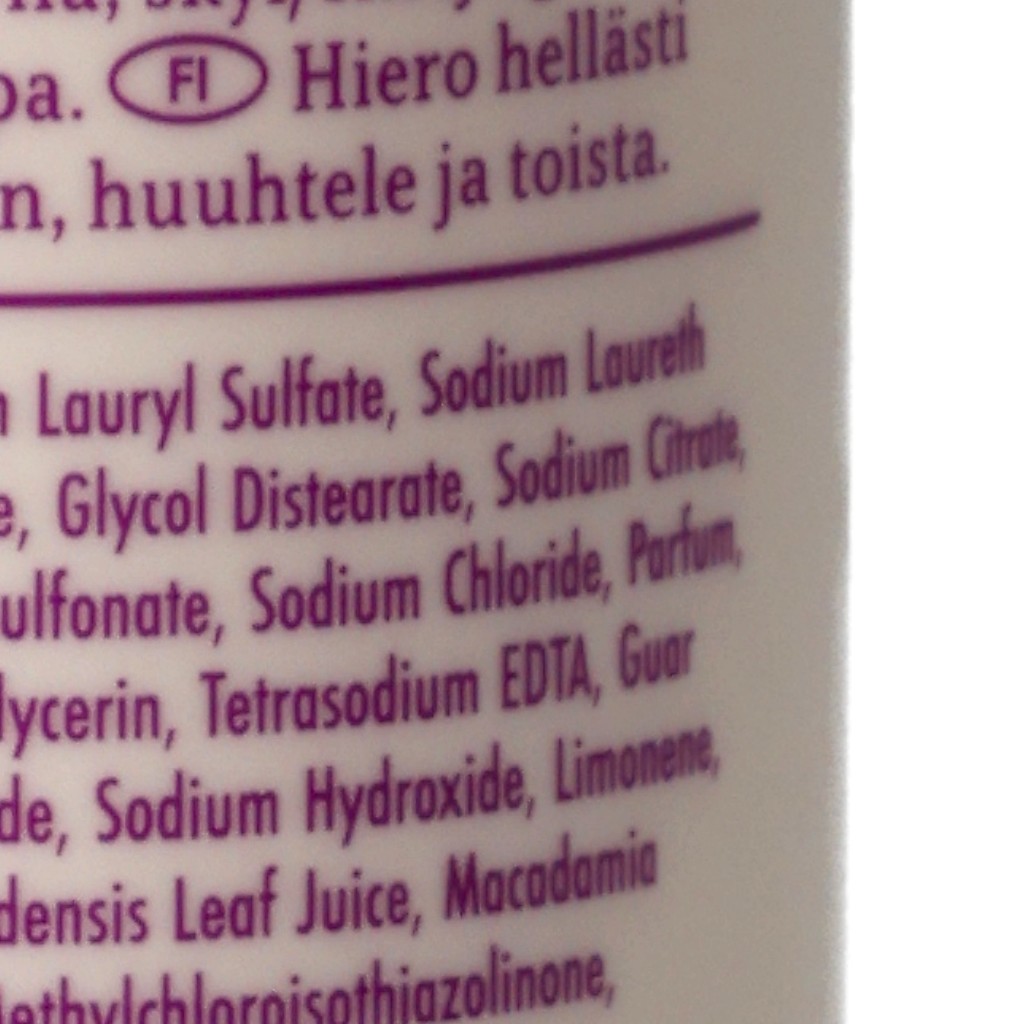 oa. FI Hiero hellästi
n, huuhtele ja toista.
Lauryl Sulfate, Sodium Laureth
e, Glycol Distearate, Sodium Citrate,
ulfonate, Sodium Chloride, Parfum,
lycerin, Tetrasodium EDTA, Guar
de, Sodium Hydroxide, Limonene,
densis Leaf Juice, Macadamia
lethylchloroisothiazolinone,